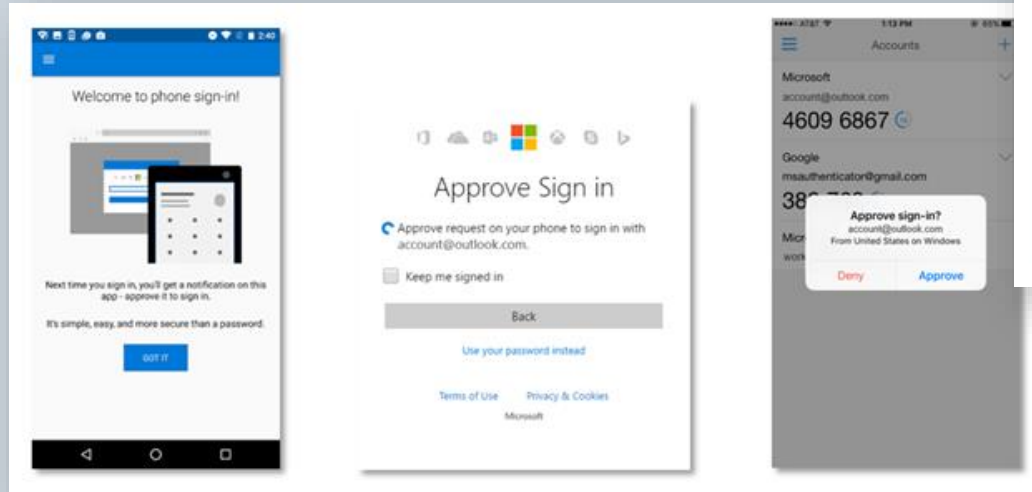 2:40
Welcome to phone sign-in!
Next time you sign in, you'll get a notification on this
app - approve it to sign in.
It's simple, easy, and more secure than a password.
GOT IT
Approve Sign in
Approve request on your phone to sign in with
account@outlook.com.
Keep me signed in
Back
Use your password instead
Terms of Use Privacy & Cookies
Microsoft
AT&T 1:13 PM 65%
Accounts
Microsoft
account@outlook.com
4609 6867
Google
msauthenticator@gmail.com
Approve sign-in?
account@outlook.com
From United States on Windows
Deny Approve